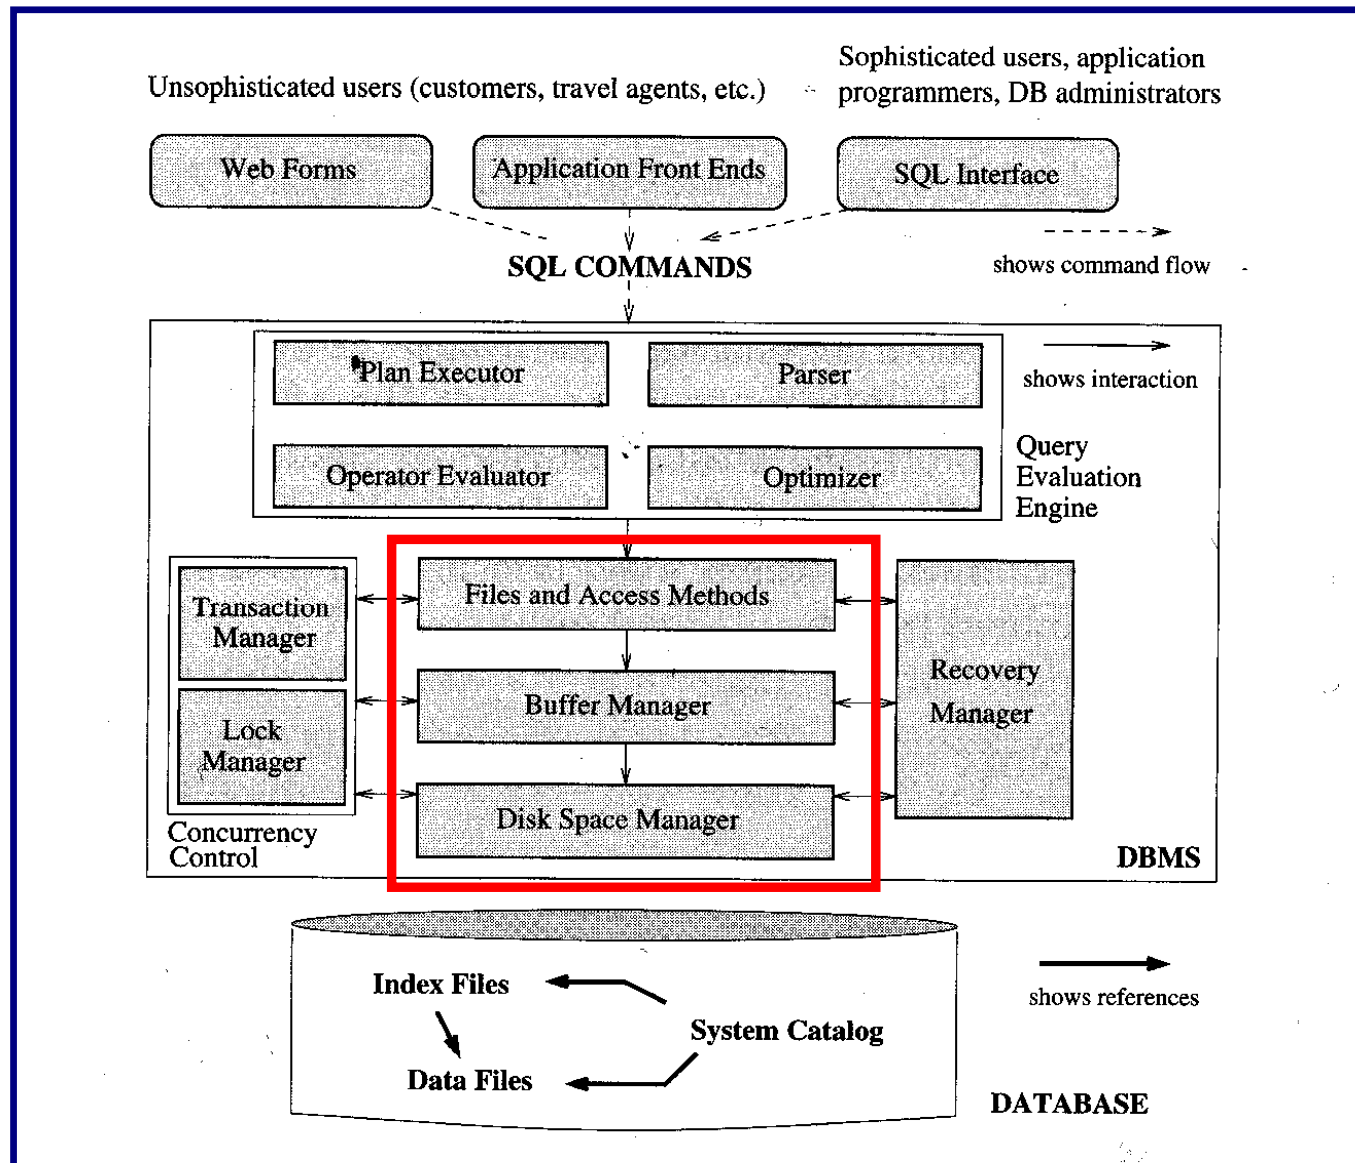 Unsophisticated users (customers, travel agents, etc.)
Sophisticated users, application
programmers, DB administrators
Web Forms
Application Front Ends
SQL Interface
SQL COMMANDS
shows command flow
Plan Executor
Parser
shows interaction
Operator Evaluator
Optimizer
Query
Evaluation
Engine
Files and Access Methods
Transaction
Manager
Recovery
Manager
Buffer Manager
Lock
Manager
Disk Space Manager
Concurrency
Control
DBMS
Index Files
shows references
System Catalog
Data Files
DATABASE